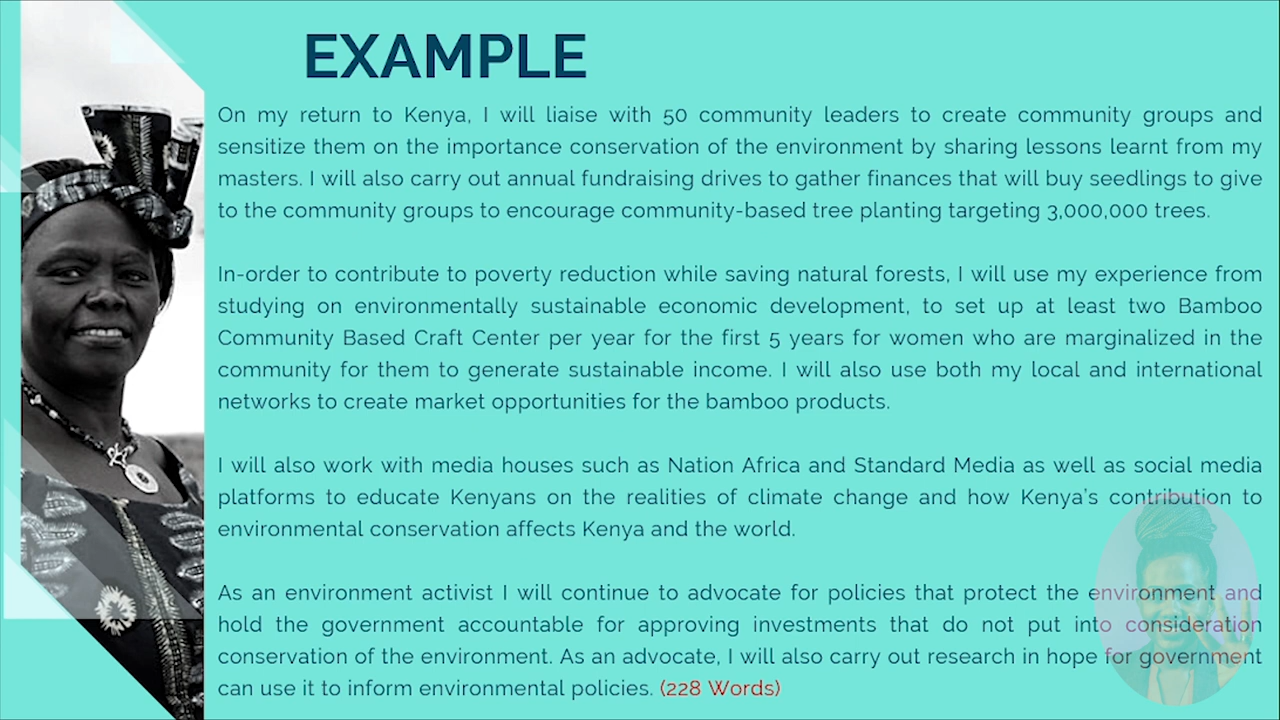 EXAMPLE
On my return to Kenya, I will liaise with 50 community leaders to create community groups and
sensitize them on the importance conservation of the environment by sharing lessons learnt from my
masters. I will also carry out annual fundraising drives to gather finances that will buy seedlings to give
to the community groups to encourage community-based tree planting targeting 3,000,000 trees.
In-order to contribute to poverty reduction while saving natural forests, I will use my experience from
studying on environmentally sustainable economic development, to set up at least two Bamboo
Community Based Craft Center per year for the first 5 years for women who are marginalized in the
community for them to generate sustainable income. I will also use both my local and international
networks to create market opportunities for the bamboo products.
I will also work with media houses such as Nation Africa and Standard Media as well as social media
platforms to educate Kenyans on the realities of climate change and how Kenya's contribution to
environmental conservation affects Kenya and the world.
As an environment activist I will continue to advocate for policies that protect the environment and
hold the government accountable for approving investments that do not put into consideration
conservation of the environment. As an advocate, I will also carry out research in hope for government
can use it to inform environmental policies. (228 Words)